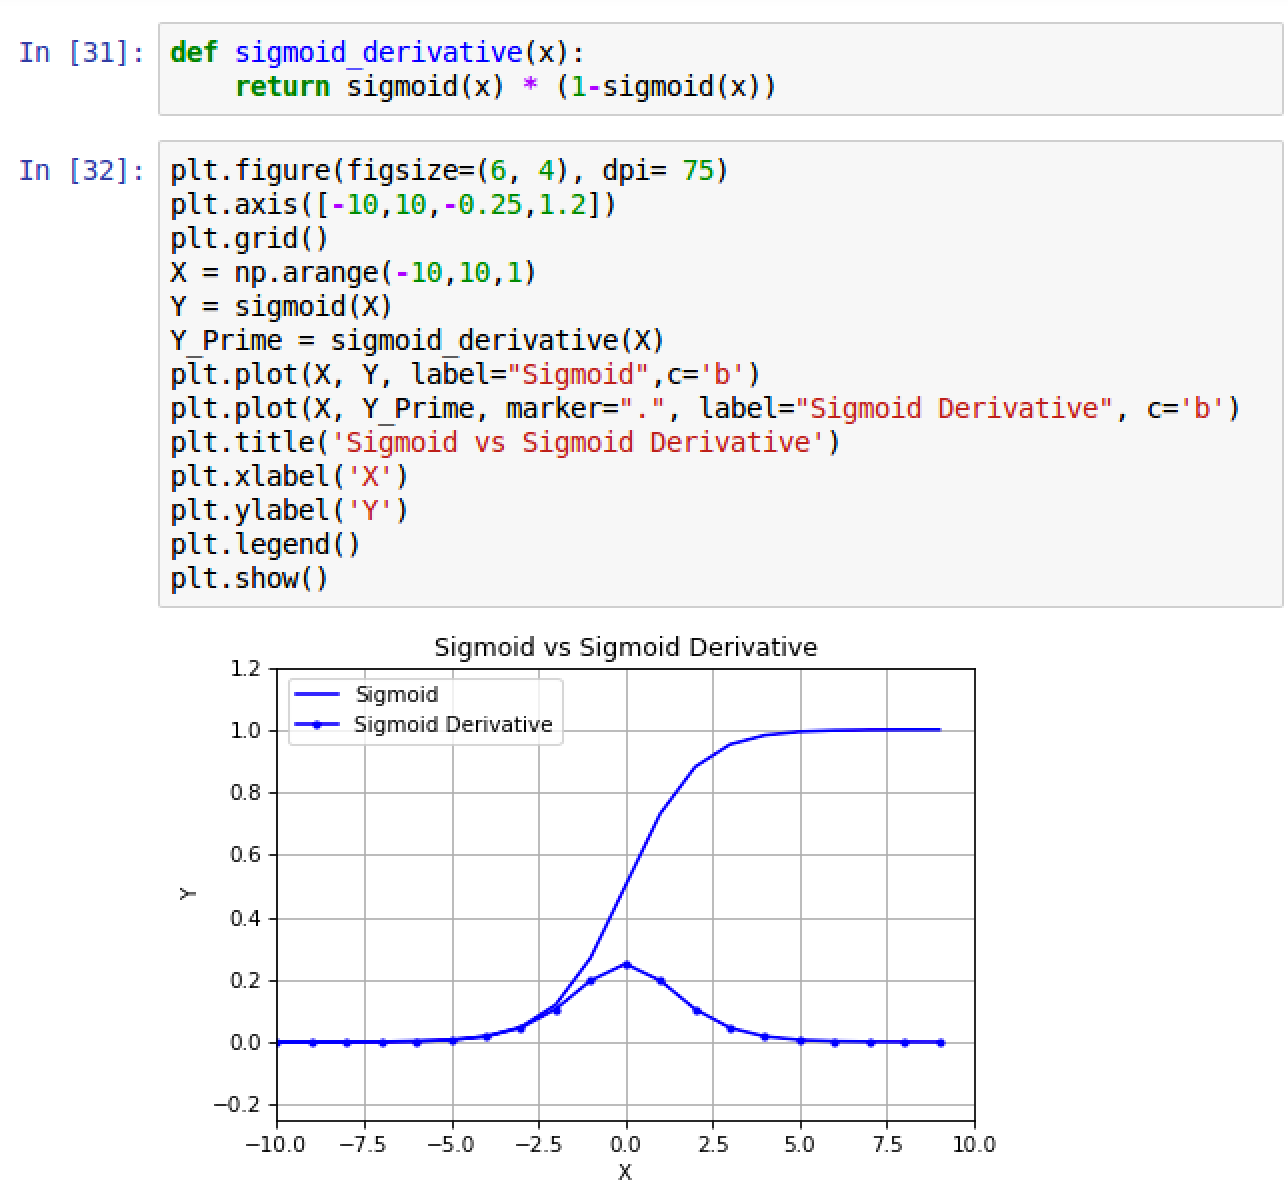 In [31]: def sigmoid_derivative(x):
    return sigmoid(x) * (1-sigmoid(x))
In [32]: plt.figure(figsize=(6, 4), dpi= 75)
plt.axis([-10,10,-0.25,1.2])
plt.grid()
X = np.arange(-10,10,1)
Y = sigmoid(X)
Y_Prime = sigmoid_derivative(X)
plt.plot(X, Y, label="Sigmoid",c='b')
plt.plot(X, Y_Prime, marker=".", label="Sigmoid Derivative", c='b')
plt.title('Sigmoid vs Sigmoid Derivative')
plt.xlabel('X')
plt.ylabel('Y')
plt.legend()
plt.show()
Sigmoid vs Sigmoid Derivative
Sigmoid
Sigmoid Derivative
1.2
1.0
0.8
0.6
0.4
0.2
0.0
−0.2
Y
−10.0 −7.5 −5.0 −2.5 0.0 2.5 5.0 7.5 10.0
X